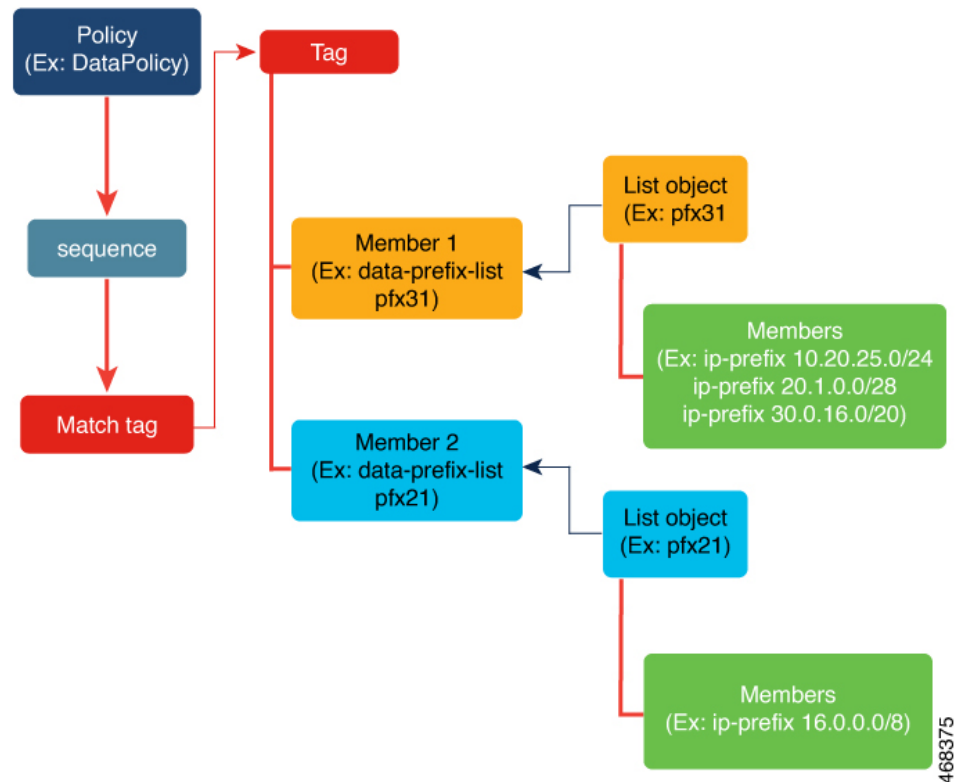 Policy
(Ex: DataPolicy)
Tag
sequence
Match tag
Member 1
(Ex: data-prefix-list
pfx31)
List object
(Ex: pfx31
Members
(Ex: ip-prefix 10.20.25.0/24
ip-prefix 20.1.0.0/28
ip-prefix 30.0.16.0/20)
Member 2
(Ex: data-prefix-list
pfx21)
List object
(Ex: pfx21)
Members
(Ex: ip-prefix 16.0.0.0/8)
468375